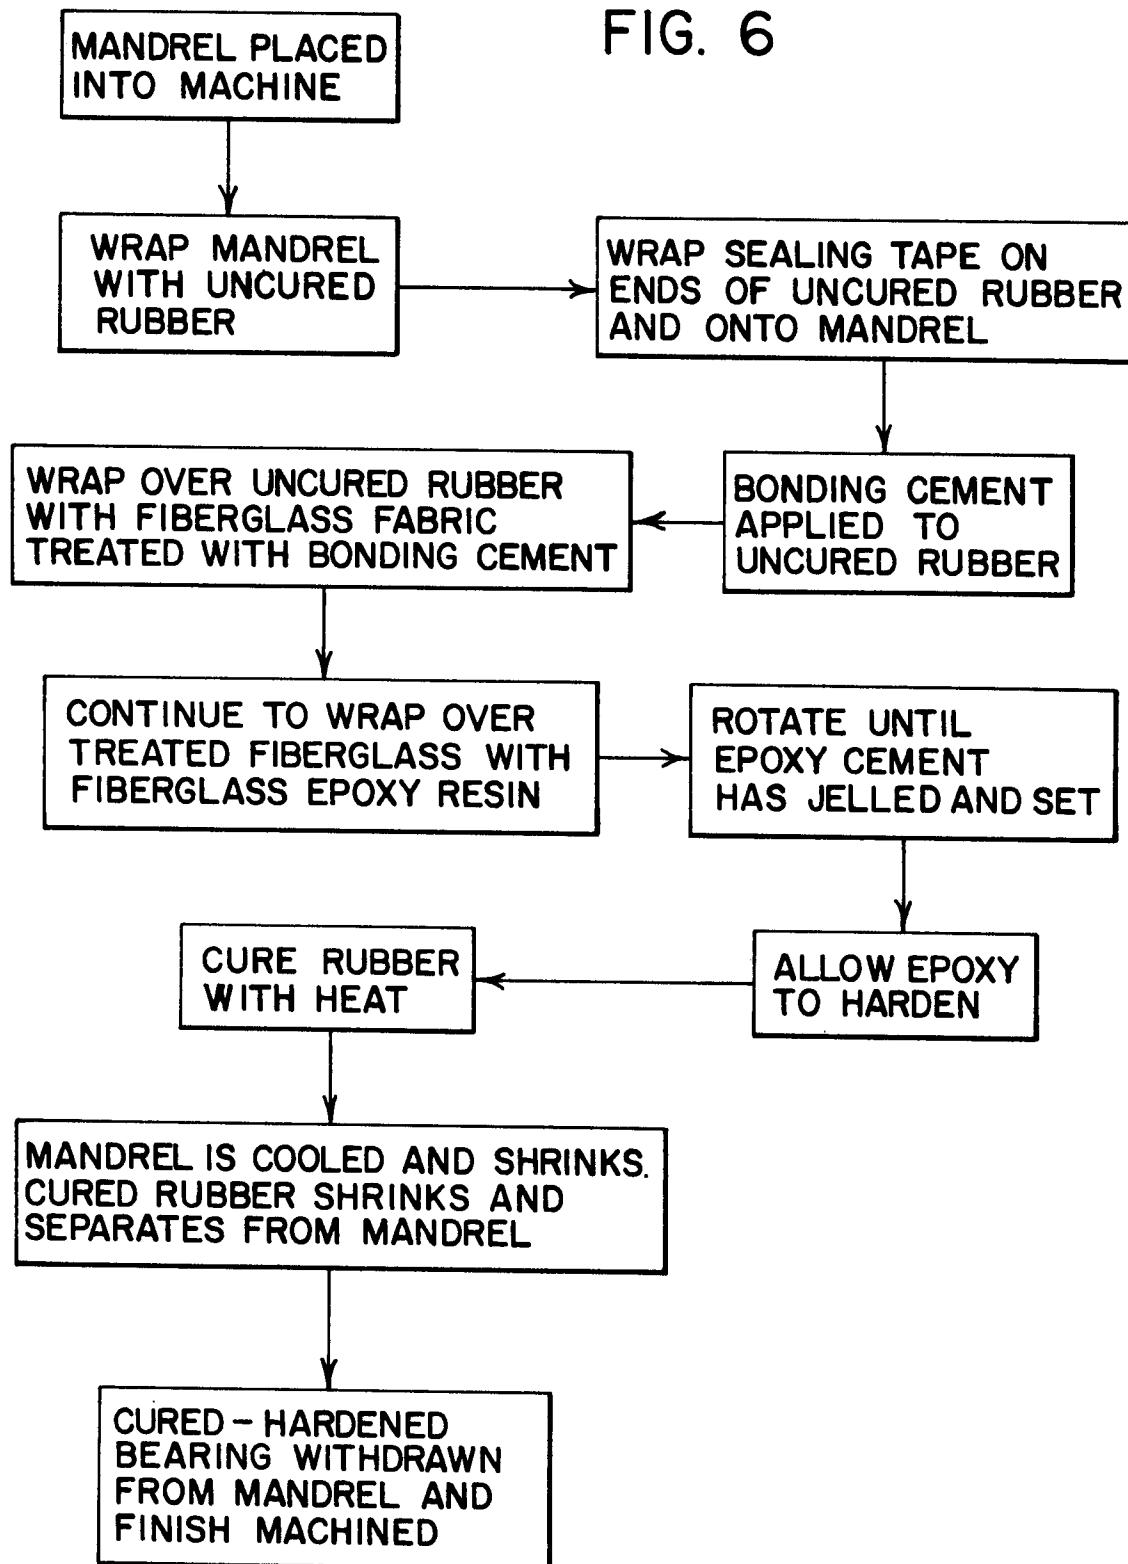 FIG. 6
MANDREL PLACED
INTO MACHINE
WRAP MANDREL
WITH UNCURED
RUBBER
WRAP SEALING TAPE ON
ENDS OF UNCURED RUBBER
AND ONTO MANDREL
BONDING CEMENT
APPLIED TO
UNCURED RUBBER
WRAP OVER UNCURED RUBBER
WITH FIBERGLASS FABRIC
TREATED WITH BONDING CEMENT
CONTINUE TO WRAP OVER
TREATED FIBERGLASS WITH
FIBERGLASS EPOXY RESIN
ROTATE UNTIL
EPOXY CEMENT
HAS JELLED AND SET
ALLOW EPOXY
TO HARDEN
CURE RUBBER
WITH HEAT
MANDREL IS COOLED AND SHRINKS.
CURED RUBBER SHRINKS AND
SEPARATES FROM MANDREL
CURED-HARDENED
BEARING WITHDRAWN
FROM MANDREL AND
FINISH MACHINED